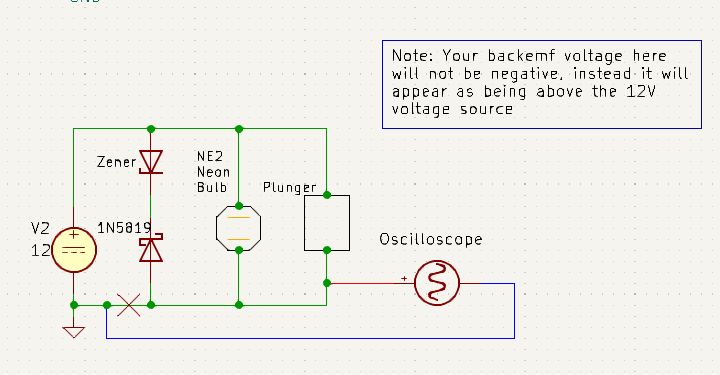 GND
Note: Your backemf voltage here
will not be negative, instead it will
appear as being above the 12V
voltage source
Zener
NE2
Neon
Bulb
Plunger
V2
12
1N5819
Oscilloscope
+
+